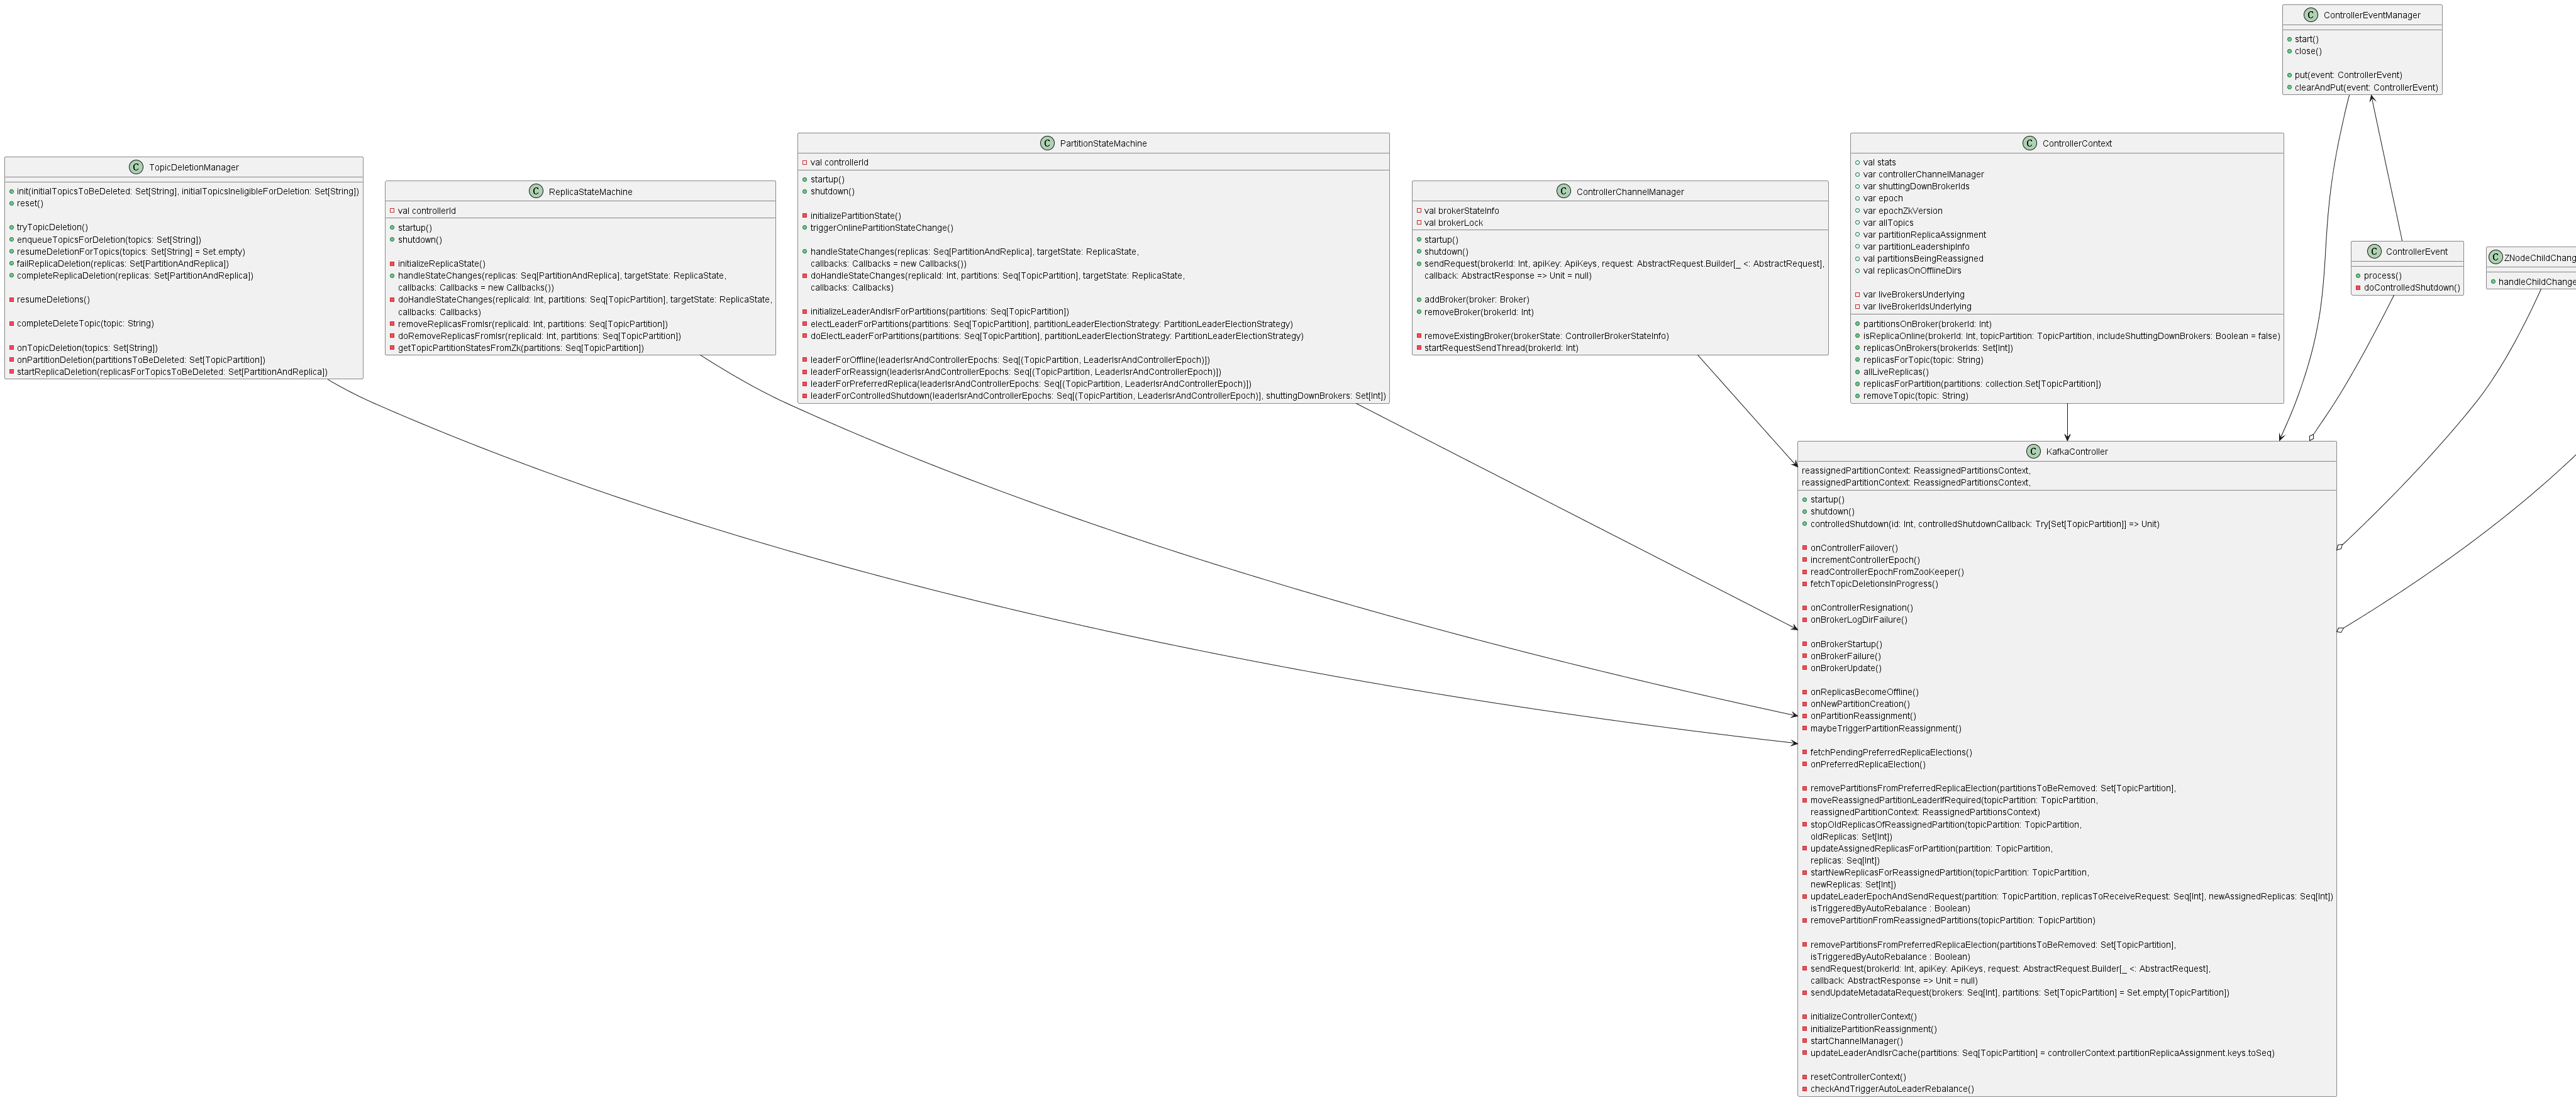 TopicDeletionManager
init(initialTopicsToBeDeleted: Set[String], initialTopicsIneligibleForDeletion: Set[String])
reset()
tryTopicDeletion()
enqueueTopicsForDeletion(topics: Set[String])
resumeDeletionForTopics(topics: Set[String] = Set.empty)
failReplicaDeletion(replicas: Set[PartitionAndReplica])
completeReplicaDeletion(replicas: Set[PartitionAndReplica])
resumeDeletions()
completeDeleteTopic(topic: String)
onTopicDeletion(topics: Set[String])
onPartitionDeletion(partitionsToBeDeleted: Set[TopicPartition])
startReplicaDeletion(replicasForTopicsToBeDeleted: Set[PartitionAndReplica])
ReplicaStateMachine
val controllerId
startup()
shutdown()
initializeReplicaState()
handleStateChanges(replicas: Seq[PartitionAndReplica], targetState: ReplicaState,
callbacks: Callbacks = new Callbacks())
doHandleStateChanges(replicaId: Int, partitions: Seq[TopicPartition], targetState: ReplicaState,
callbacks: Callbacks)
removeReplicasFromIsr(replicaId: Int, partitions: Seq[TopicPartition])
doRemoveReplicasFromIsr(replicaId: Int, partitions: Seq[TopicPartition])
getTopicPartitionStatesFromZk(partitions: Seq[TopicPartition])
PartitionStateMachine
val controllerId
startup()
shutdown()
initializePartitionState()
triggerOnlinePartitionStateChange()
handleStateChanges(replicas: Seq[PartitionAndReplica], targetState: ReplicaState,
callbacks: Callbacks = new Callbacks())
doHandleStateChanges(replicaId: Int, partitions: Seq[TopicPartition], targetState: ReplicaState,
callbacks: Callbacks)
initializeLeaderAndIsrForPartitions(partitions: Seq[TopicPartition])
electLeaderForPartitions(partitions: Seq[TopicPartition], partitionLeaderElectionStrategy: PartitionLeaderElectionStrategy)
doElectLeaderForPartitions(partitions: Seq[TopicPartition], partitionLeaderElectionStrategy: PartitionLeaderElectionStrategy)
leaderForOffline(leaderIsrAndControllerEpochs: Seq[(TopicPartition, LeaderIsrAndControllerEpoch)])
leaderForReassign(leaderIsrAndControllerEpochs: Seq[(TopicPartition, LeaderIsrAndControllerEpoch)])
leaderForPreferredReplica(leaderIsrAndControllerEpochs: Seq[(TopicPartition, LeaderIsrAndControllerEpoch)])
leaderForControlledShutdown(leaderIsrAndControllerEpochs: Seq[(TopicPartition, LeaderIsrAndControllerEpoch)], shuttingDownBrokers: Set[Int])
ControllerChannelManager
val brokerStateInfo
val brokerLock
startup()
shutdown()
sendRequest(brokerId: Int, apiKey: ApiKeys, request: AbstractRequest.Builder[_ <: AbstractRequest],
callback: AbstractResponse => Unit = null)
addBroker(broker: Broker)
removeBroker(brokerId: Int)
removeExistingBroker(brokerState: ControllerBrokerStateInfo)
startRequestSendThread(brokerId: Int)
ControllerContext
val stats
var controllerChannelManager
var shuttingDownBrokerIds
var epoch
var epochZkVersion
var allTopics
var partitionReplicaAssignment
var partitionLeadershipInfo
val partitionsBeingReassigned
val replicasOnOfflineDirs
var liveBrokersUnderlying
var liveBrokerIdsUnderlying
partitionsOnBroker(brokerId: Int)
isReplicaOnline(brokerId: Int, topicPartition: TopicPartition, includeShuttingDownBrokers: Boolean = false)
replicasOnBrokers(brokerIds: Set[Int])
replicasForTopic(topic: String)
allLiveReplicas()
replicasForPartition(partitions: collection.Set[TopicPartition])
removeTopic(topic: String)
ControllerEventManager
start()
close()
put(event: ControllerEvent)
clearAndPut(event: ControllerEvent)
ControllerEvent
process()
doControlledShutdown()
ZNodeChildChang
handleChildChange
KafkaController
reassignedPartitionContext: ReassignedPartitionsContext,
reassignedPartitionContext: ReassignedPartitionsContext,
startup()
shutdown()
controlledShutdown(id: Int, controlledShutdownCallback: Try[Set[TopicPartition]] => Unit)
onControllerFailover()
incrementControllerEpoch()
readControllerEpochFromZooKeeper()
fetchTopicDeletionsInProgress()
onControllerResignation()
onBrokerLogDirFailure()
onBrokerStartup()
onBrokerFailure()
onBrokerUpdate()
onReplicasBecomeOffline()
onNewPartitionCreation()
onPartitionReassignment()
maybeTriggerPartitionReassignment()
fetchPendingPreferredReplicaElections()
onPreferredReplicaElection()
removePartitionsFromPreferredReplicaElection(partitionsToBeRemoved: Set[TopicPartition],
moveReassignedPartitionLeaderIfRequired(topicPartition: TopicPartition,
reassignedPartitionContext: ReassignedPartitionsContext)
stopOldReplicasOfReassignedPartition(topicPartition: TopicPartition,
oldReplicas: Set[Int])
updateAssignedReplicasForPartition(partition: TopicPartition,
replicas: Seq[Int])
startNewReplicasForReassignedPartition(topicPartition: TopicPartition,
newReplicas: Set[Int])
updateLeaderEpochAndSendRequest(partition: TopicPartition, replicasToReceiveRequest: Seq[Int], newAssignedReplicas: Seq[Int])
isTriggeredByAutoRebalance : Boolean)
removePartitionFromReassignedPartitions(topicPartition: TopicPartition)
removePartitionsFromPreferredReplicaElection(partitionsToBeRemoved: Set[TopicPartition],
isTriggeredByAutoRebalance : Boolean)
sendRequest(brokerId: Int, apiKey: ApiKeys, request: AbstractRequest.Builder[_ <: AbstractRequest],
callback: AbstractResponse => Unit = null)
sendUpdateMetadataRequest(brokers: Seq[Int], partitions: Set[TopicPartition] = Set.empty[TopicPartition])
initializeControllerContext()
initializePartitionReassignment()
startChannelManager()
updateLeaderAndIsrCache(partitions: Seq[TopicPartition] = controllerContext.partitionReplicaAssignment.keys.toSeq)
resetControllerContext()
checkAndTriggerAutoLeaderRebalance()